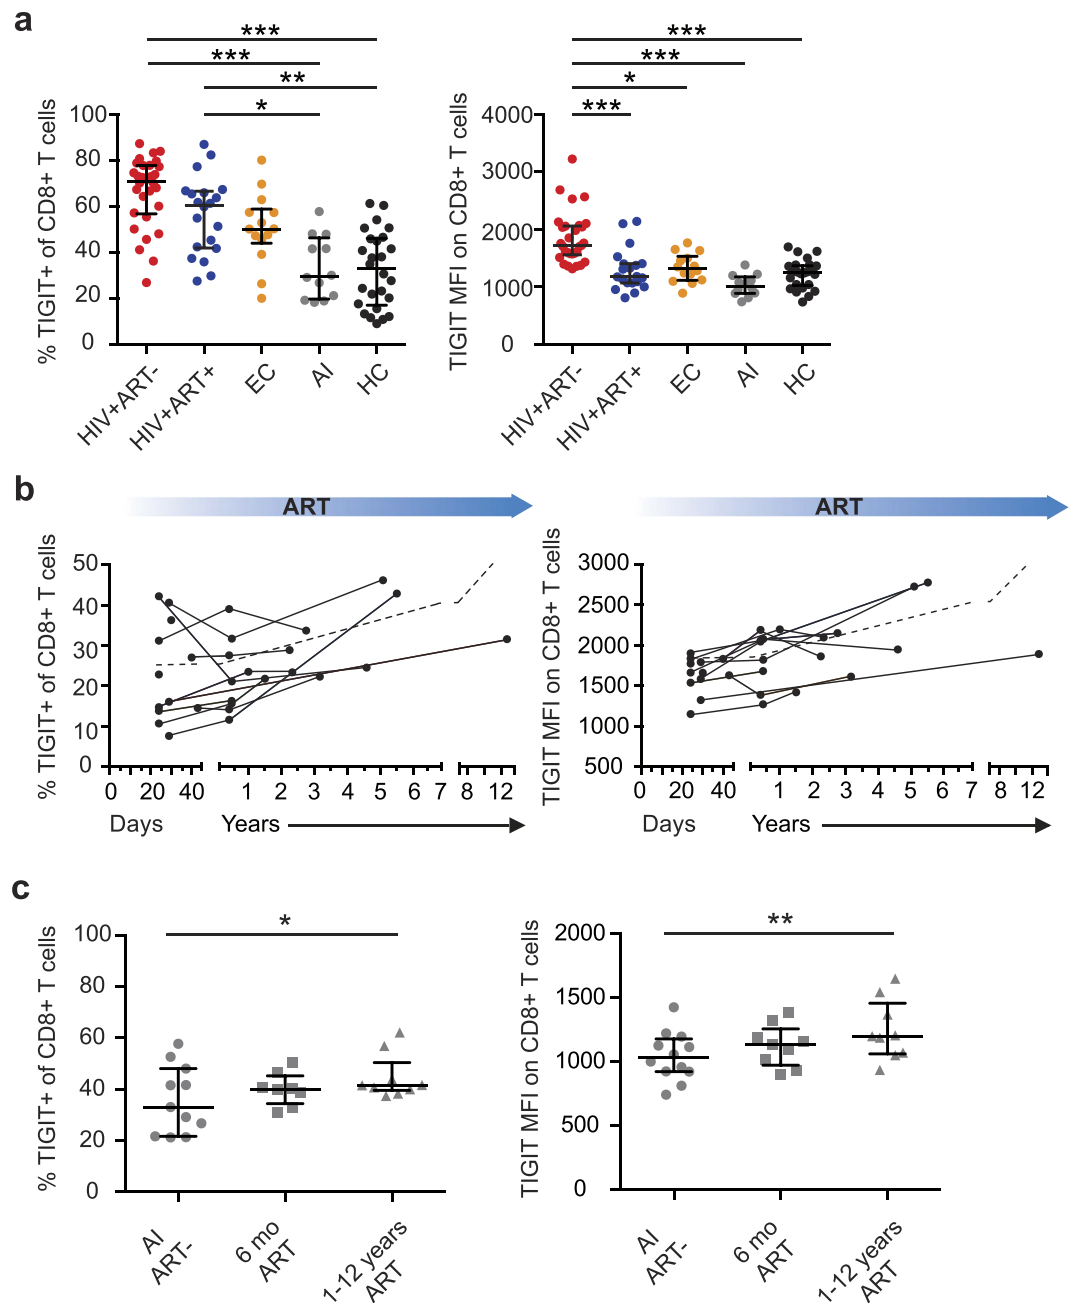 a
***
***
**
*
% TIGIT+ of CD8+ T cells
100
80
60
40
20
0
HIV+ART-
HIV+ART+
EC
AI
HC
***
***
*
***
TIGIT MFI on CD8+ T cells
4000
3000
2000
1000
0
HIV+ART-
HIV+ART+
EC
AI
HC
b
ART
% TIGIT+ of CD8+ T cells
50
40
30
20
10
0
0 20 40 1 2 3 4 5 6 7 8 12
Days Years
ART
TIGIT MFI on CD8+ T cells
3000
2500
2000
1500
1000
500
0 20 40 1 2 3 4 5 6 7 8 12
Days Years
c
*
% TIGIT+ of CD8+ T cells
100
80
60
40
20
0
AI
ART-
6 mo
ART
1-12 years
ART
**
TIGIT MFI on CD8+ T cells
2000
1500
1000
500
0
AI
ART-
6 mo
ART
1-12 years
ART